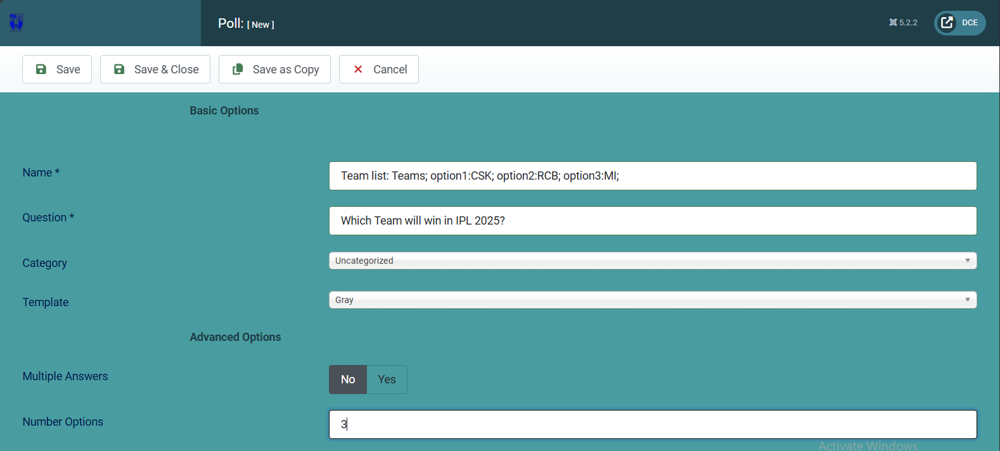 Poll: [ New ]
5.2.2
DCE
Save
Save & Close
Save as Copy
Cancel
Basic Options
Name *
Team list: Teams; option1:CSK; option2:RCB; option3:MI;
Question *
Which Team will win in IPL 2025?
Category
Uncategorized
Template
Gray
Advanced Options
Multiple Answers
No
Yes
Number Options
3
Activate Windows